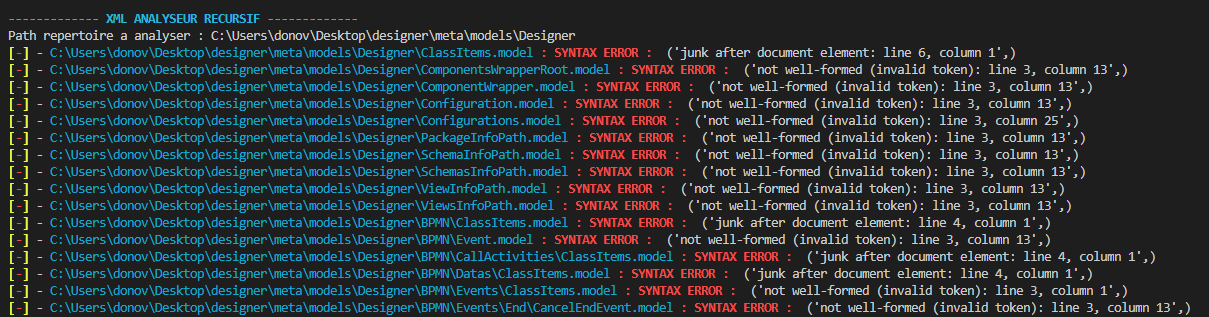 ------------- XML ANALYSEUR RECURSIF -------------
Path repertoire a analyser : C:\Users\donov\Desktop\designer\meta\models\Designer
[-] - C:\Users\donov\Desktop\designer\meta\models\Designer\ClassItems.model : SYNTAX ERROR :  ('junk after document element: line 6, column 1',)
[-] - C:\Users\donov\Desktop\designer\meta\models\Designer\ComponentsWrapperRoot.model : SYNTAX ERROR :  ('not well-formed (invalid token): line 3, column 13',)
[-] - C:\Users\donov\Desktop\designer\meta\models\Designer\ComponentWrapper.model : SYNTAX ERROR :  ('not well-formed (invalid token): line 3, column 13',)
[-] - C:\Users\donov\Desktop\designer\meta\models\Designer\Configuration.model : SYNTAX ERROR :  ('not well-formed (invalid token): line 3, column 13',)
[-] - C:\Users\donov\Desktop\designer\meta\models\Designer\Configurations.model : SYNTAX ERROR :  ('not well-formed (invalid token): line 3, column 25',)
[-] - C:\Users\donov\Desktop\designer\meta\models\Designer\PackageInfoPath.model : SYNTAX ERROR :  ('not well-formed (invalid token): line 3, column 13',)
[-] - C:\Users\donov\Desktop\designer\meta\models\Designer\SchemaInfoPath.model : SYNTAX ERROR :  ('not well-formed (invalid token): line 3, column 13',)
[-] - C:\Users\donov\Desktop\designer\meta\models\Designer\SchemasInfoPath.model : SYNTAX ERROR :  ('not well-formed (invalid token): line 3, column 13',)
[-] - C:\Users\donov\Desktop\designer\meta\models\Designer\ViewInfoPath.model : SYNTAX ERROR :  ('not well-formed (invalid token): line 3, column 13',)
[-] - C:\Users\donov\Desktop\designer\meta\models\Designer\ViewsInfoPath.model : SYNTAX ERROR :  ('not well-formed (invalid token): line 3, column 13',)
[-] - C:\Users\donov\Desktop\designer\meta\models\Designer\BPMN\ClassItems.model : SYNTAX ERROR :  ('junk after document element: line 4, column 1',)
[-] - C:\Users\donov\Desktop\designer\meta\models\Designer\BPMN\Event.model : SYNTAX ERROR :  ('not well-formed (invalid token): line 3, column 13',)
[-] - C:\Users\donov\Desktop\designer\meta\models\Designer\BPMN\CallActivities\ClassItems.model : SYNTAX ERROR :  ('junk after document element: line 4, column 1',)
[-] - C:\Users\donov\Desktop\designer\meta\models\Designer\BPMN\Datas\ClassItems.model : SYNTAX ERROR :  ('junk after document element: line 4, column 1',)
[-] - C:\Users\donov\Desktop\designer\meta\models\Designer\BPMN\Events\ClassItems.model : SYNTAX ERROR :  ('not well-formed (invalid token): line 3, column 1',)
[-] - C:\Users\donov\Desktop\designer\meta\models\Designer\BPMN\Events\End\CancelEndEvent.model : SYNTAX ERROR :  ('not well-formed (invalid token): line 3, column 13',)